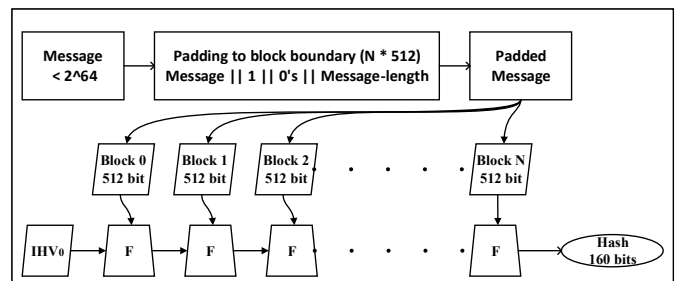 Message
< 2^64
Padding to block boundary (N * 512)
Message || 1 || 0's || Message-length
Padded
Message
Block 0
512 bit
Block 1
512 bit
Block 2
512 bit
Block N
512 bit
IHV0
F
F
F
F
Hash
160 bits